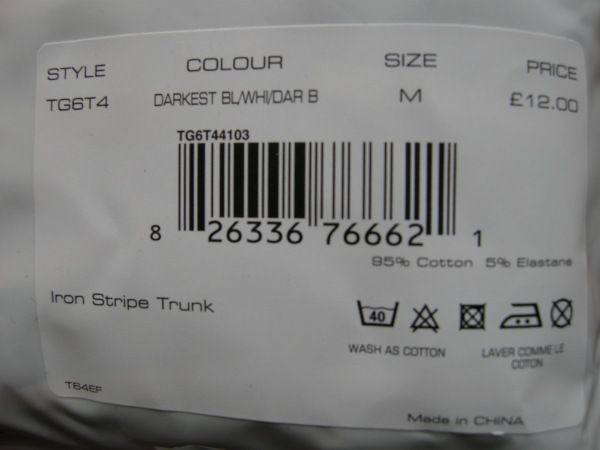 STYLE COLOUR SIZE PRICE
TG6T4 DARKEST BL/WHI/DAR B M £12.00
TG6T44103
8 26336 76662 1
95% Cotton 5% Elastane
Iron Stripe Trunk
40
WASH AS COTTON LAVER COMME LE
COTON
T64EF
Made in CHINA